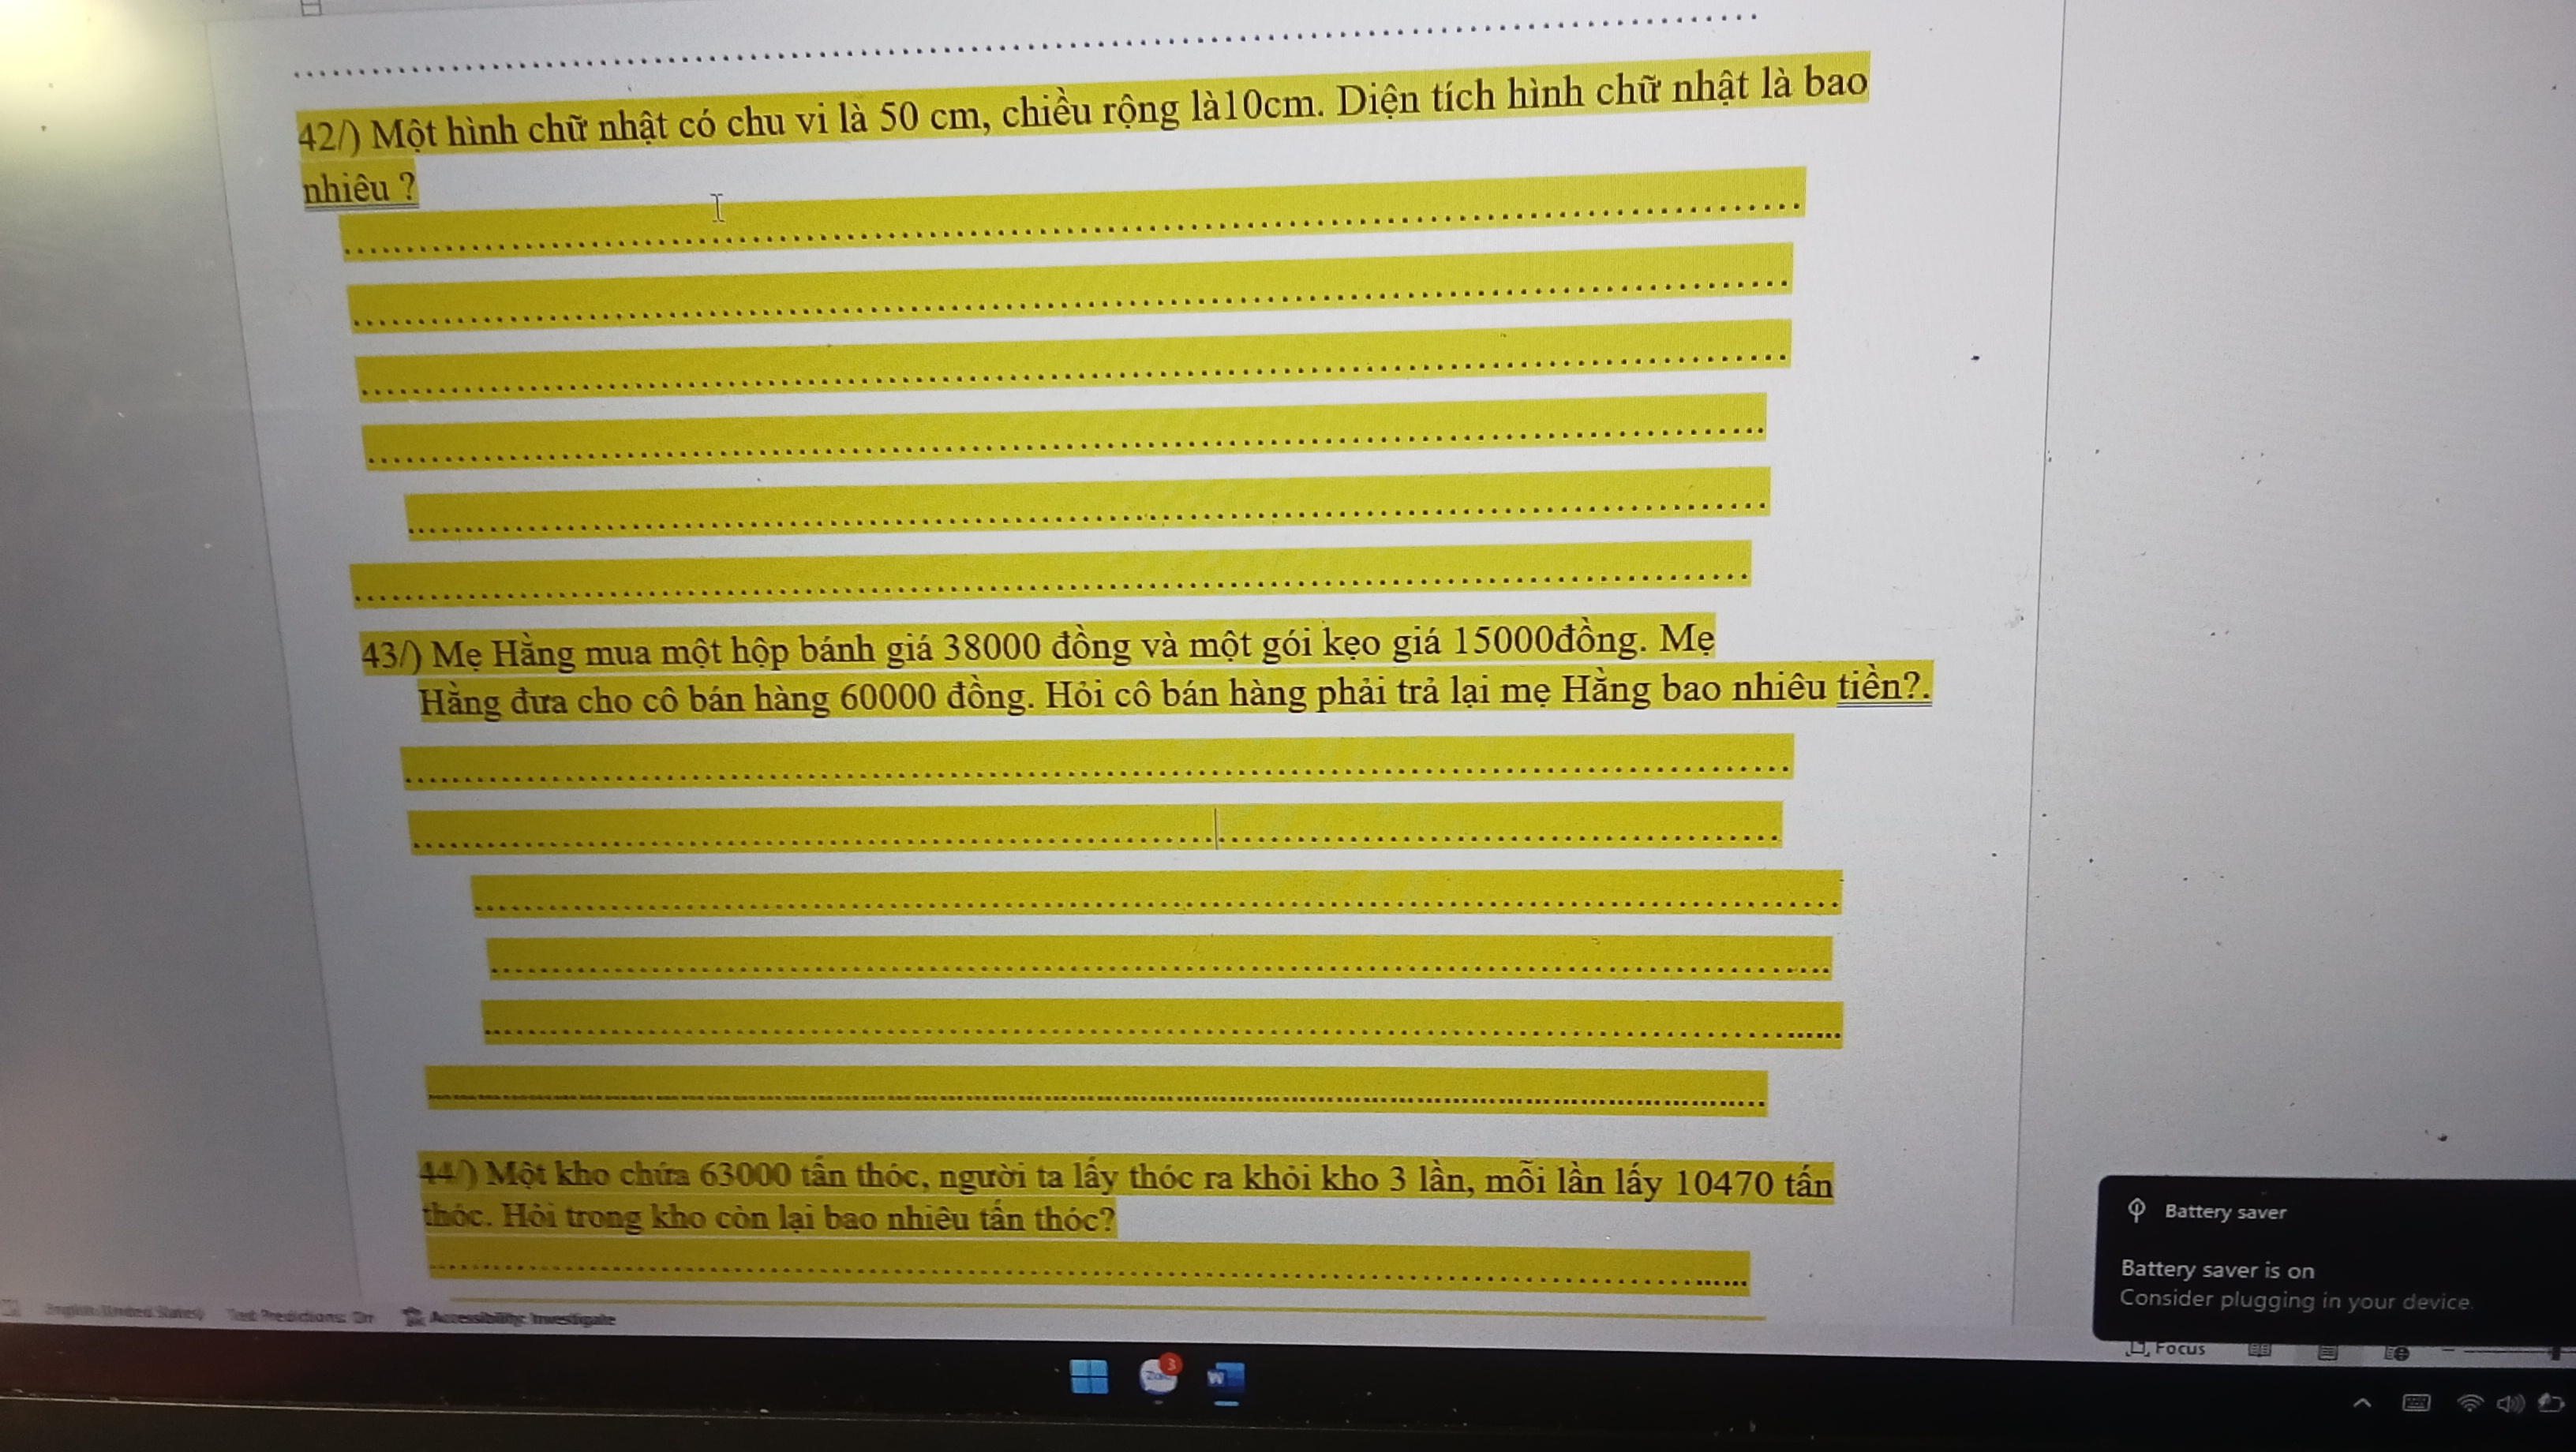 42/) Một hình chữ nhật có chu vi là 50 cm, chiều rộng là10cm. Diện tích hình chữ nhật là bao
nhiêu ?
43/) Mẹ Hằng mua một hộp bánh giá 38000 đồng và một gói kẹo giá 15000đồng. Mẹ
Hằng đưa cho cô bán hàng 60000 đồng. Hỏi cô bán hàng phải trả lại mẹ Hằng bao nhiêu tiền?.
44/) Một kho chứa 63000 tấn thóc, người ta lấy thóc ra khỏi kho 3 lần, mỗi lần lấy 10470 tấn
thóc. Hỏi trong kho còn lại bao nhiêu tấn thóc?
Battery saver
Battery saver is on
Consider plugging in your device.
English (United States) Text Predictions: On Accessibility: Investigate
Focus
Zalo 3 W